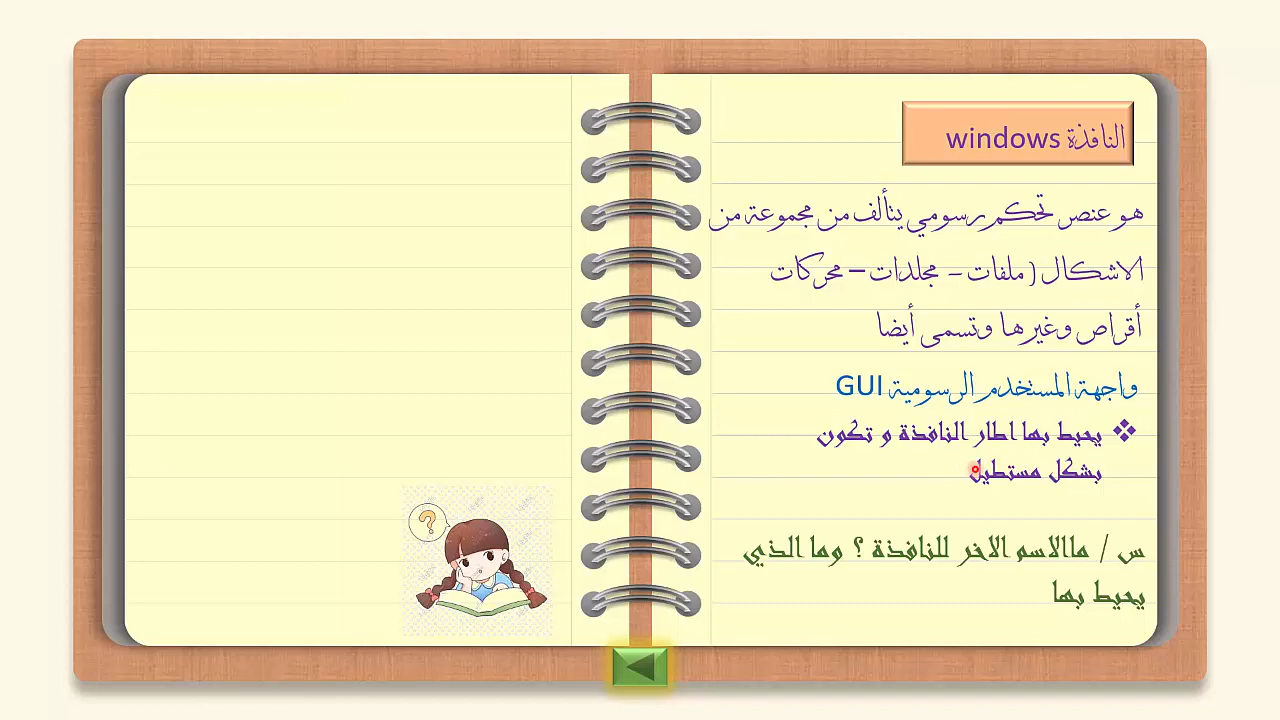 النافذة windows
هو عنصر تحكم رسومي يتألف من مجموعة من
الاشكال ( ملفات - مجلدات – محركات
أقراص وغيرها وتسمى أيضا
واجهة المستخدم الرسومية GUI
❖ يحيط بها اطار النافذة و تكون
بشكل مستطيل
س / ماالاسم الاخر للنافذة ؟ وما الذي
يحيط بها